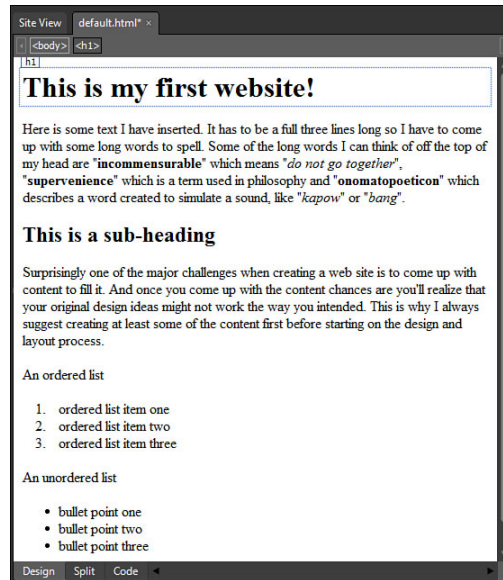 Site View default.html* ×
<body> <h1>
h1
This is my first website!
Here is some text I have inserted. It has to be a full three lines long so I have to come
up with some long words to spell. Some of the long words I can think of off the top of
my head are "incommensurable" which means "do not go together",
"supervenience" which is a term used in philosophy and "onomatopoeticon" which
describes a word created to simulate a sound, like "kapow" or "bang".
This is a sub-heading
Surprisingly one of the major challenges when creating a web site is to come up with
content to fill it. And once you come up with the content chances are you'll realize that
your original design ideas might not work the way you intended. This is why I always
suggest creating at least some of the content first before starting on the design and
layout process.
An ordered list
1. ordered list item one
2. ordered list item two
3. ordered list item three
An unordered list
• bullet point one
• bullet point two
• bullet point three
Design Split Code